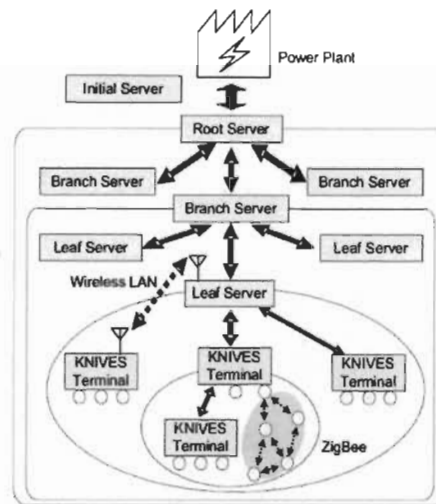 Power Plant
Initial Server
Root Server
Branch Server
Branch Server
Branch Server
Leaf Server
Leaf Server
Wireless LAN
Leaf Server
KNIVES
Terminal
KNIVES
Terminal
KNIVES
Terminal
KNIVES
Terminal
ZigBee